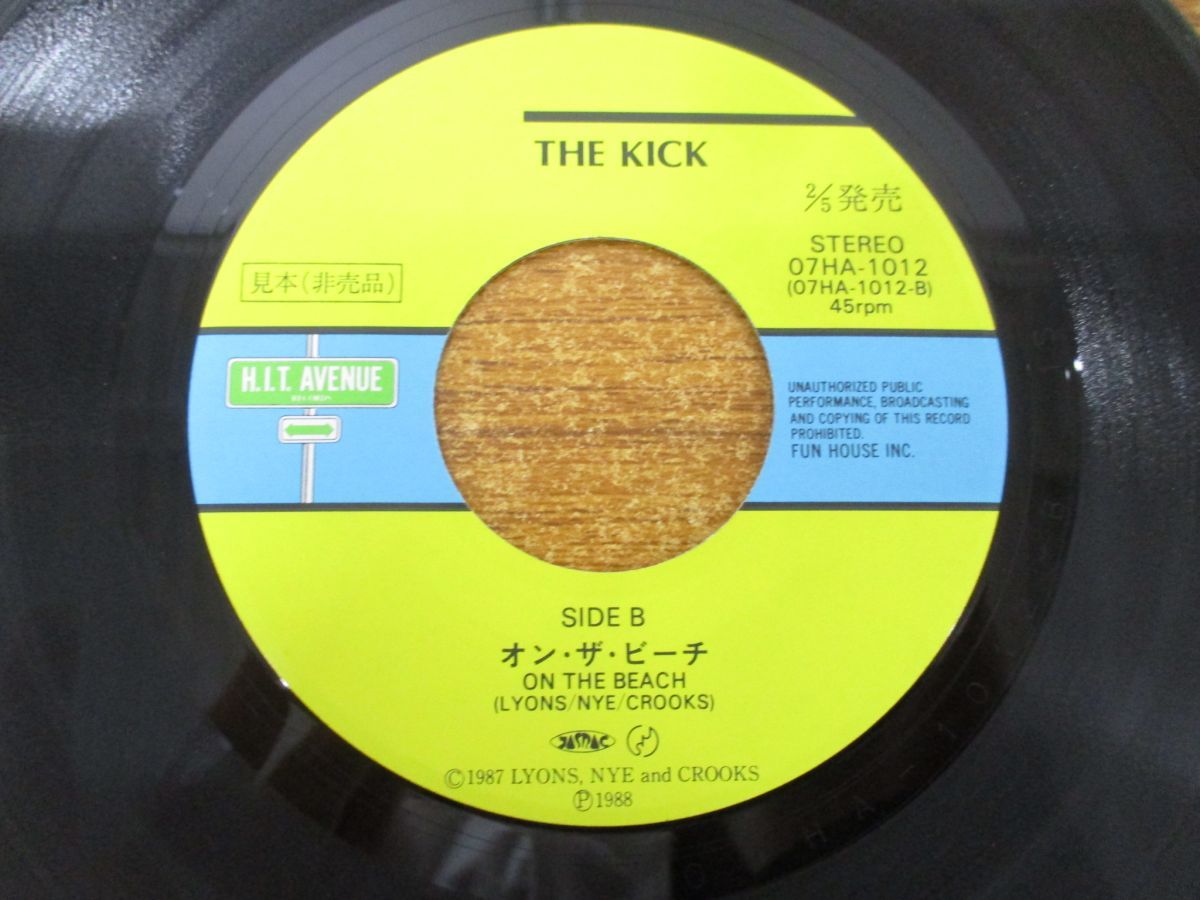 THE KICK
2/5 発売
STEREO
07HA-1012
(07HA-1012-B)
45rpm
見本(非売品)
H.I.T. AVENUE
UNAUTHORIZED PUBLIC
PERFORMANCE, BROADCASTING
AND COPYING OF THIS RECORD
PROHIBITED.
FUN HOUSE INC.
SIDE B
オン・ザ・ビーチ
ON THE BEACH
(LYONS/NYE/CROOKS)
JASRAC
©1987 LYONS, NYE and CROOKS
Ⓟ1988